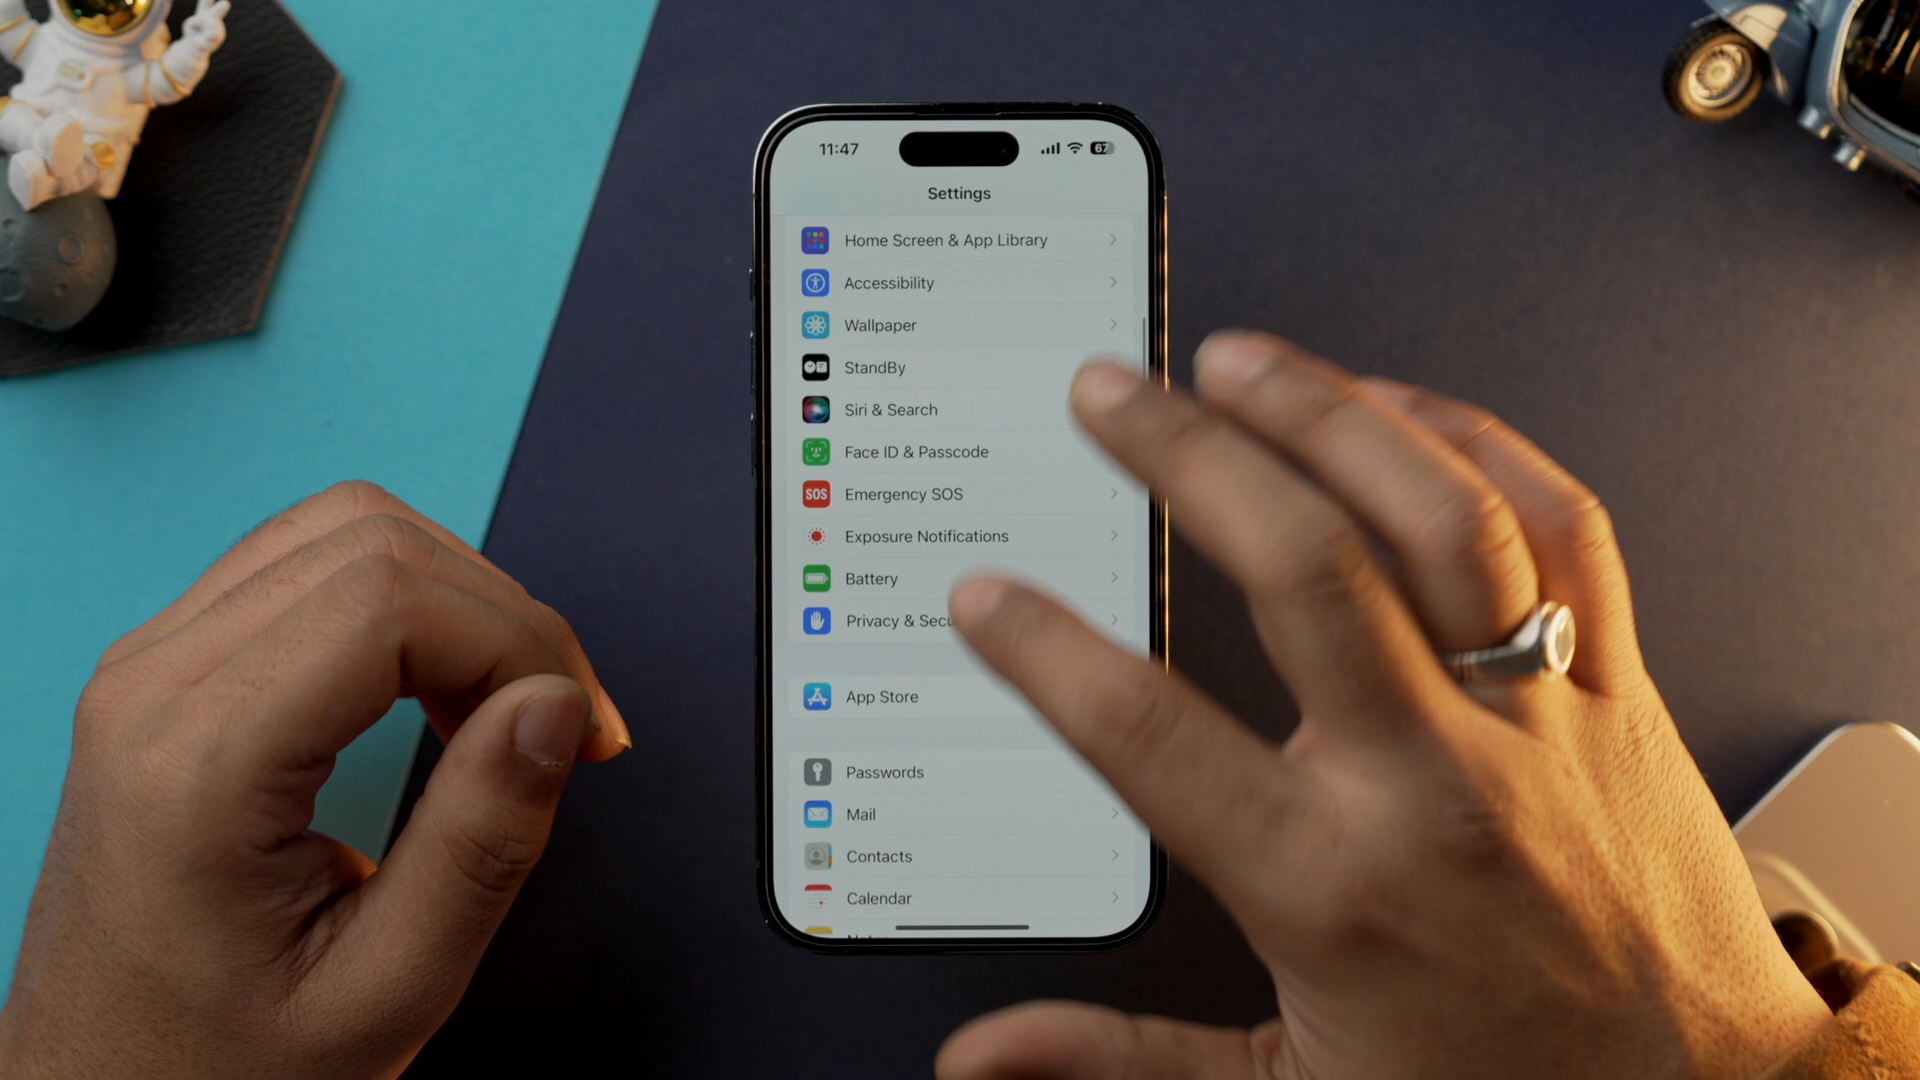 11:47
67
Settings
Home Screen & App Library
Accessibility
Wallpaper
StandBy
Siri & Search
Face ID & Passcode
SOS
Emergency SOS
Exposure Notifications
Battery
Privacy & Secu
App Store
Passwords
Mail
Contacts
Calendar